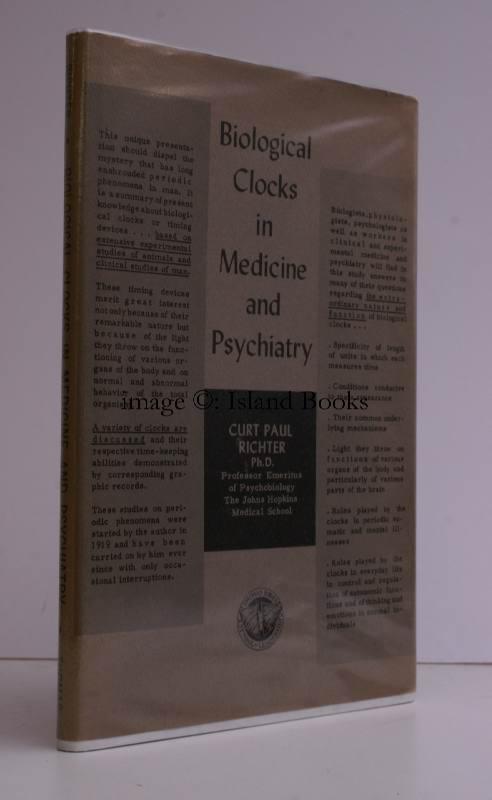 This unique presenta-
tion should dispel the
mystery that has long
enshrouded periodic
phenomena in man. It
is a summary of present
knowledge about biologi-
cal clocks or timing
devices . . . based on
extensive experimental
studies of animals and
clinical studies of man.
These timing devices
merit great interest
not only because of their
remarkable nature but
because of the light
they throw on the func-
tioning of various or-
gans of the body and on
normal and abnormal
behavior of the total
organism.
A variety of clocks are
discussed and their
respective time-keeping
abilities demonstrated
by corresponding gra-
phic records.
These studies on peri-
odic phenomena were
started by the author in
1919 and have been
carried on by him ever
since with only occa-
sional interruptions.
Biological
Clocks
in
Medicine
and
Psychiatry
CURT PAUL
RICHTER
Ph.D.
Professor Emeritus
of Psychobiology
The Johns Hopkins
Medical School
Biologists, physiolo-
gists, psychologists as
well as workers in
clinical and experi-
mental medicine and
psychiatry will find in
this study answers to
many of their questions
regarding the extra-
ordinary nature and
function of biological
clocks . . .
. Specificity of length
of units in which each
measures time
. Conditions conducive
to their appearance
. Their common under-
lying mechanisms
. Light they throw on
functions of various
organs of the body and
particularly of various
parts of the brain
. Roles played by the
clocks in periodic so-
matic and mental ill-
nesses
. Roles played by the
clocks in everyday life
in control and regula-
tion of autonomic func-
tions and of thinking and
emotions in normal in-
dividuals
image ©: Island Books
BIOLOGICAL CLOCKS IN MEDICINE AND PSYCHIATRY